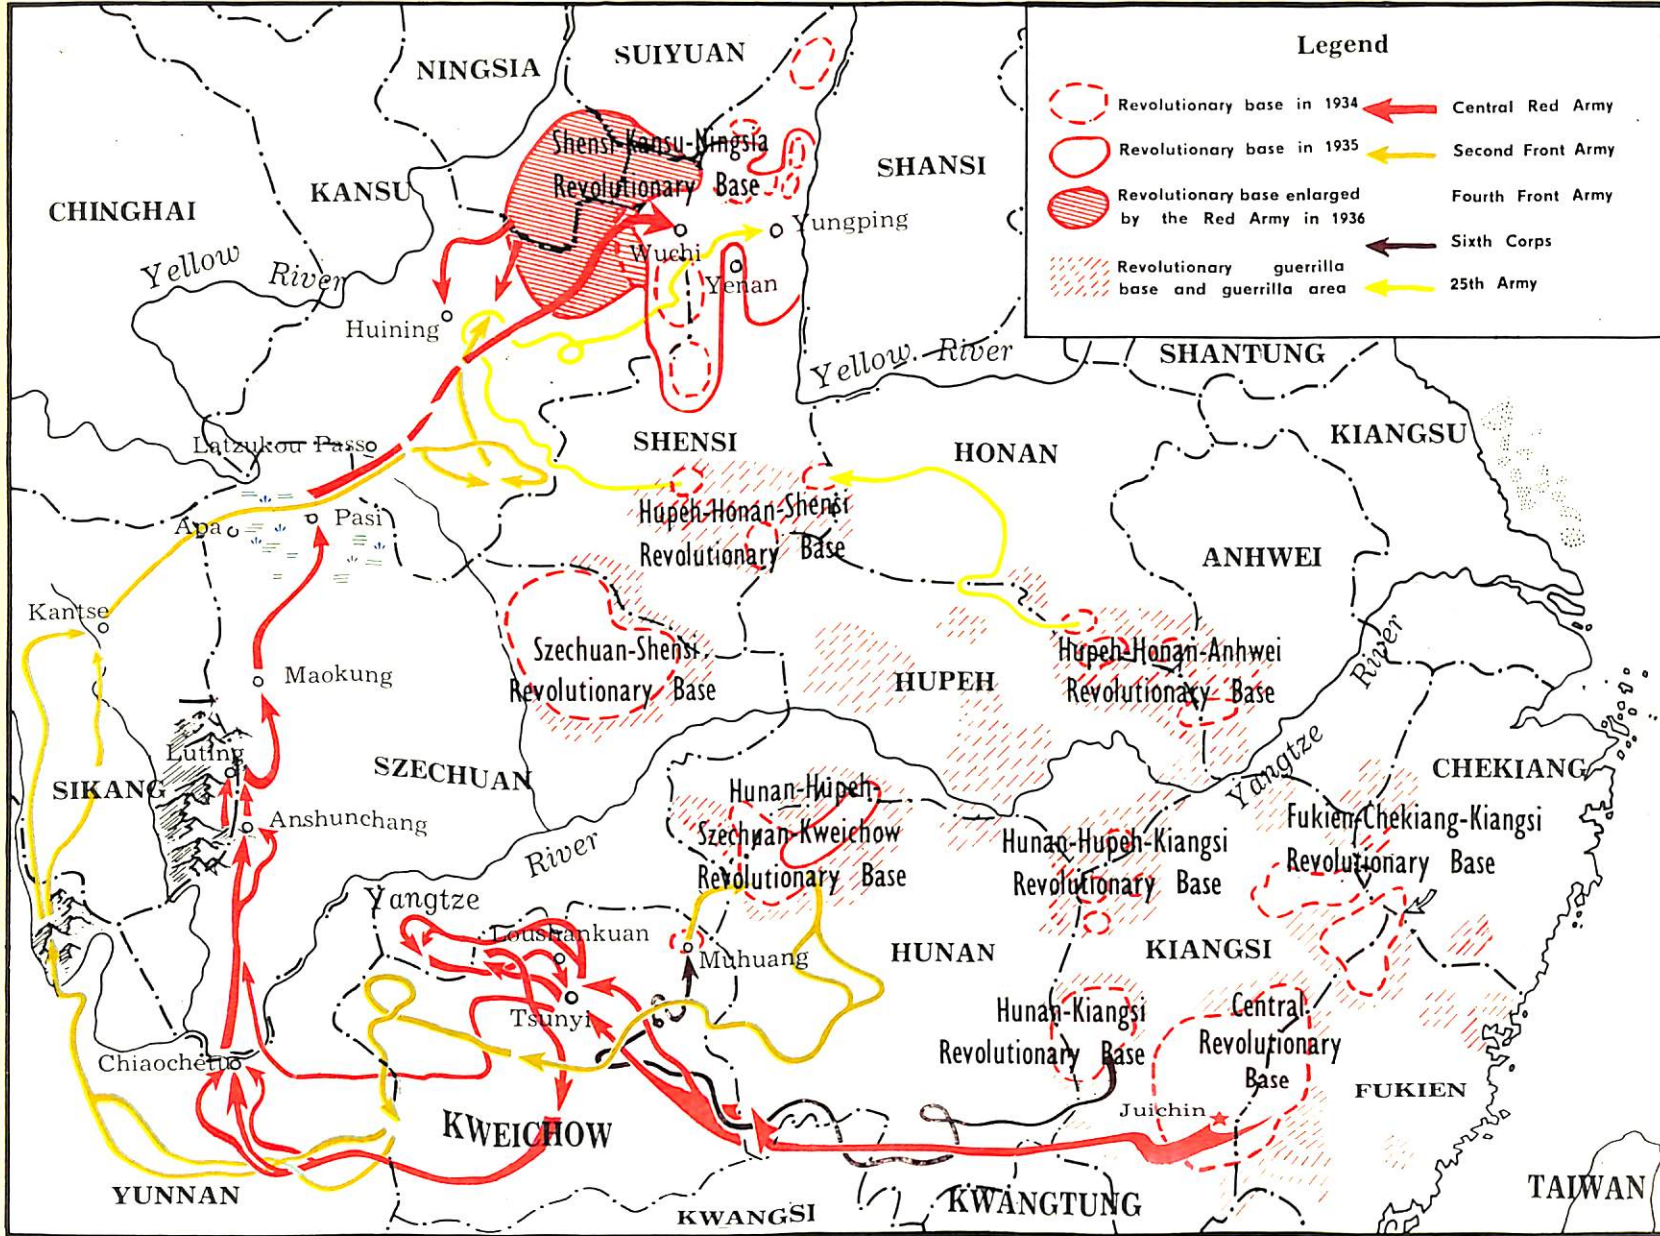 Legend
Revolutionary base in 1934
Central Red Army
Revolutionary base in 1935
Second Front Army
Revolutionary base enlarged
by the Red Army in 1936
Fourth Front Army
Sixth Corps
Revolutionary guerrilla
base and guerrilla area
25th Army
NINGSIA
SUIYUAN
Shensi-Kansu-Ningsia
Revolutionary Base
SHANSI
KANSU
CHINGHAI
Yungping
Wuchi
Yellow
River
Yenan
Huining
Yellow River
SHANTUNG
Latzukou Pass
SHENSI
HONAN
KIANGSU
Apa
Pasi
Hupeh-Honan-Shensi
Revolutionary Base
ANHWEI
Kantse
Szechuan-Shensi
Revolutionary Base
Hupeh-Honan-Anhwei
Revolutionary Base
River
Maokung
HUPEH
Luting
SZECHUAN
SIKANG
Yangtze
CHEKIANG
Hunan-Hupeh-
Szechuan-Kweichow
Revolutionary Base
Anshunchang
Hunan-Hupeh-Kiangsi
Revolutionary Base
Fukien-Chekiang-Kiangsi
Revolutionary Base
River
Yangtze
Loushankuan
Muhuang
HUNAN
KIANGSI
Tsunyi
Hunan-Kiangsi
Revolutionary Base
Central
Revolutionary
Base
Chiaochetu
KWEICHOW
Juichin
FUKIEN
YUNNAN
KWANGSI
KWANGTUNG
TAIWAN